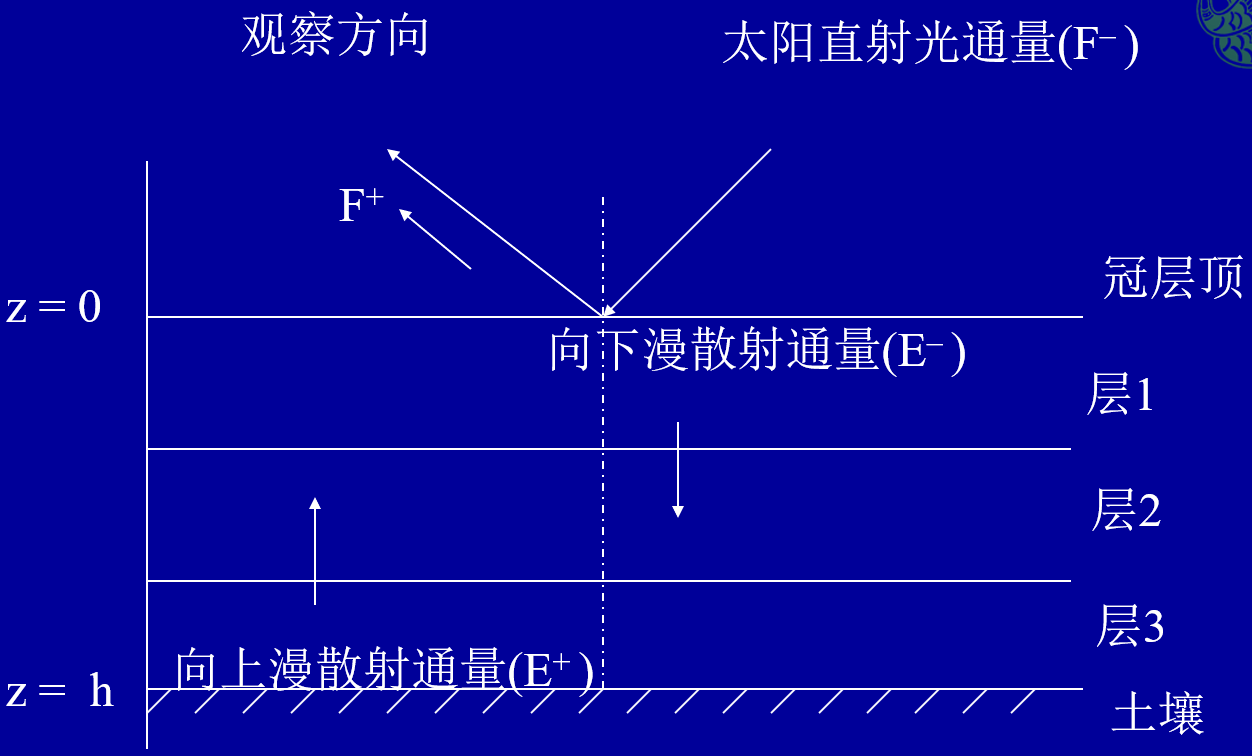 观察方向
太阳直射光通量(F⁻)
F⁺
冠层顶
z = 0
向下漫散射通量(E⁻)
层1
层2
层3
向上漫散射通量(E⁺)
z = h
土壤